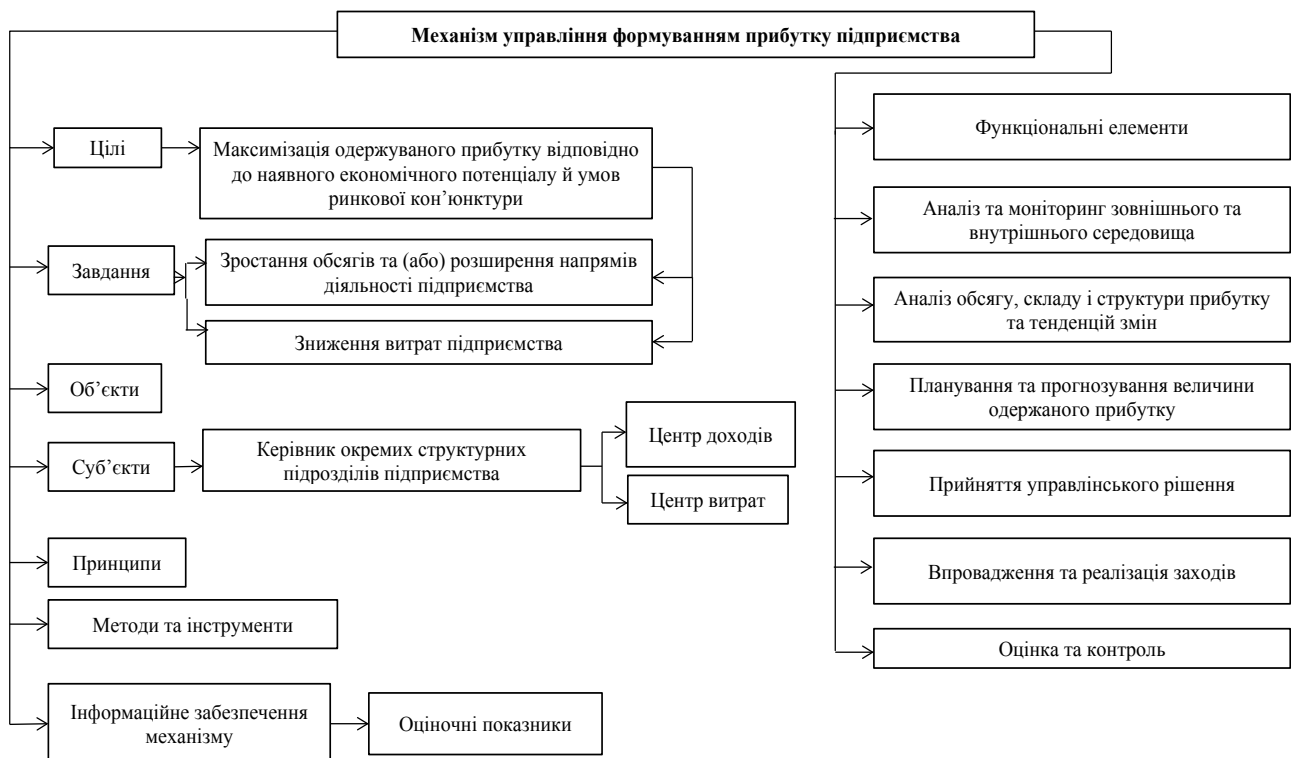 Механізм управління формуванням прибутку підприємства
Цілі
Максимізація одержуваного прибутку відповідно
до наявного економічного потенціалу й умов
ринкової кон’юнктури
Завдання
Зростання обсягів та (або) розширення напрямів
діяльності підприємства
Зниження витрат підприємства
Об’єкти
Суб’єкти
Керівник окремих структурних
підрозділів підприємства
Центр доходів
Центр витрат
Принципи
Методи та інструменти
Інформаційне забезпечення
механізму
Оціночні показники
Функціональні елементи
Аналіз та моніторинг зовнішнього та
внутрішнього середовища
Аналіз обсягу, складу і структури прибутку
та тенденцій змін
Планування та прогнозування величини
одержаного прибутку
Прийняття управлінського рішення
Впровадження та реалізація заходів
Оцінка та контроль